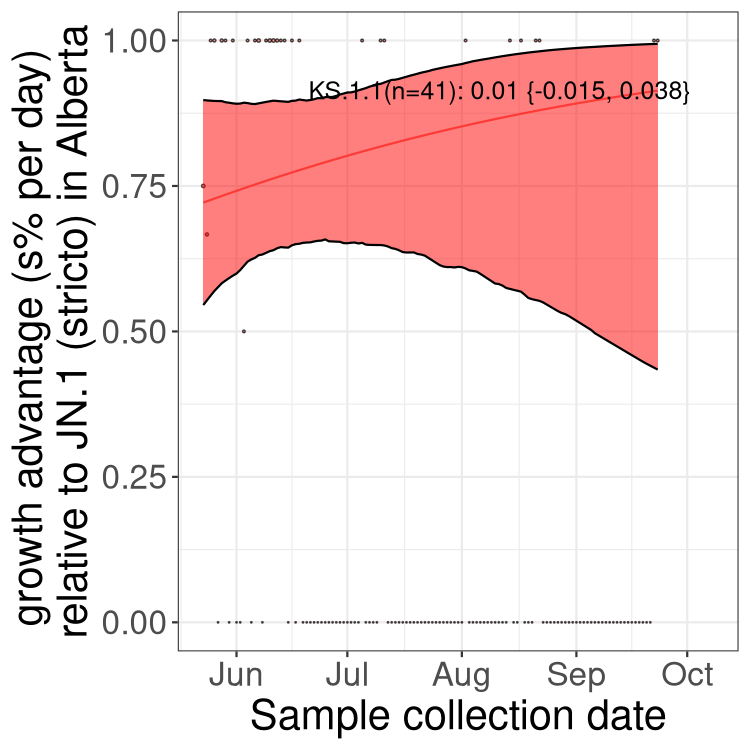 growth advantage (s% per day)
relative to JN.1 (stricto) in Alberta
1.00
0.75
0.50
0.25
0.00
KS.1.1(n=41): 0.01 {-0.015, 0.038}
Jun Jul Aug Sep Oct
Sample collection date